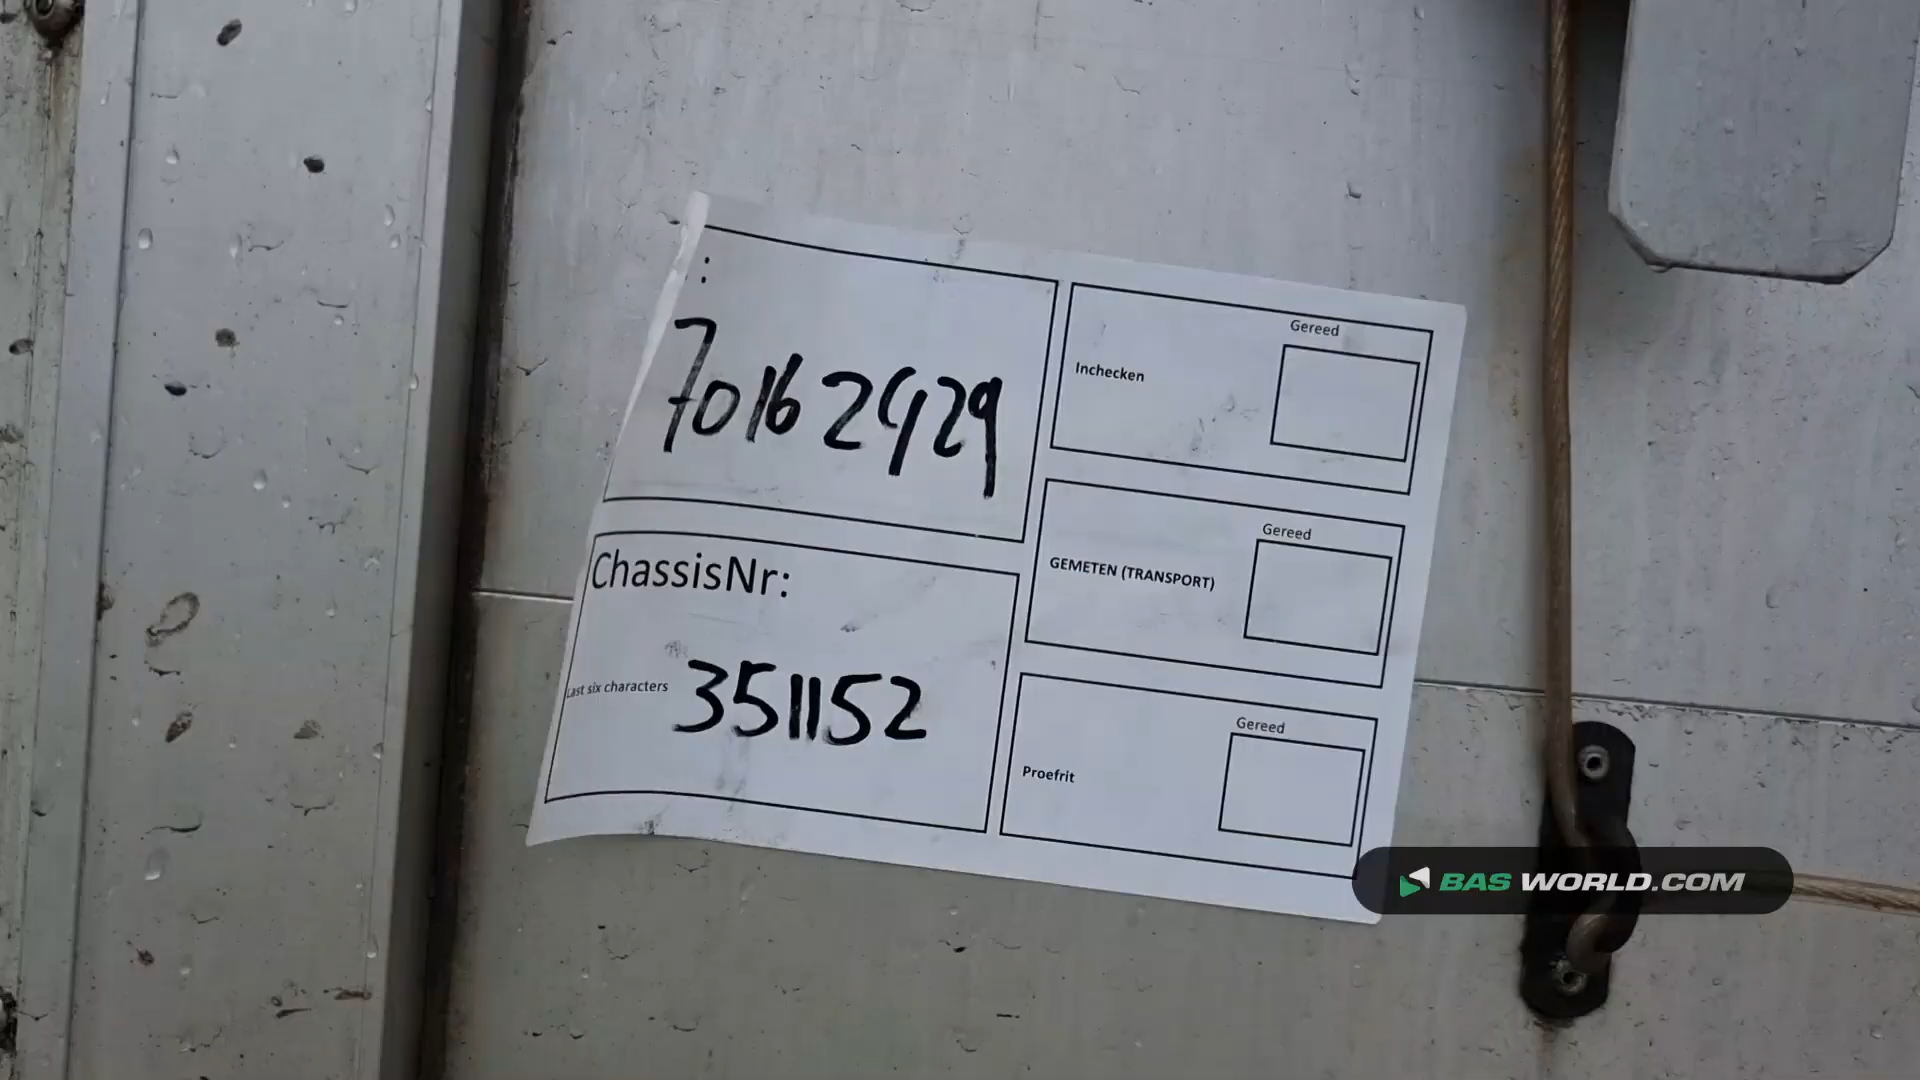 :
70162929
ChassisNr:
Last six characters
351152
Gereed
Inchecken
Gereed
GEMETEN (TRANSPORT)
Gereed
Proefrit
BAS WORLD.COM